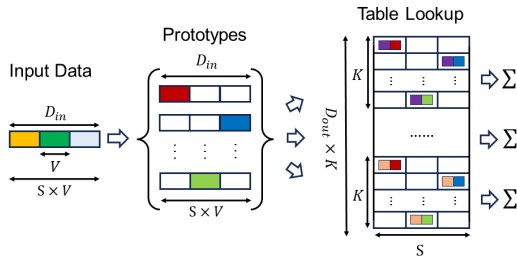 Input Data
D_in
V
S × V
Prototypes
D_in
⋮ ⋮ ⋮
S × V
Table Lookup
K
⋮ ⋮ ⋮
Σ
D_out × K
......
Σ
K
⋮ ⋮ ⋮
Σ
S